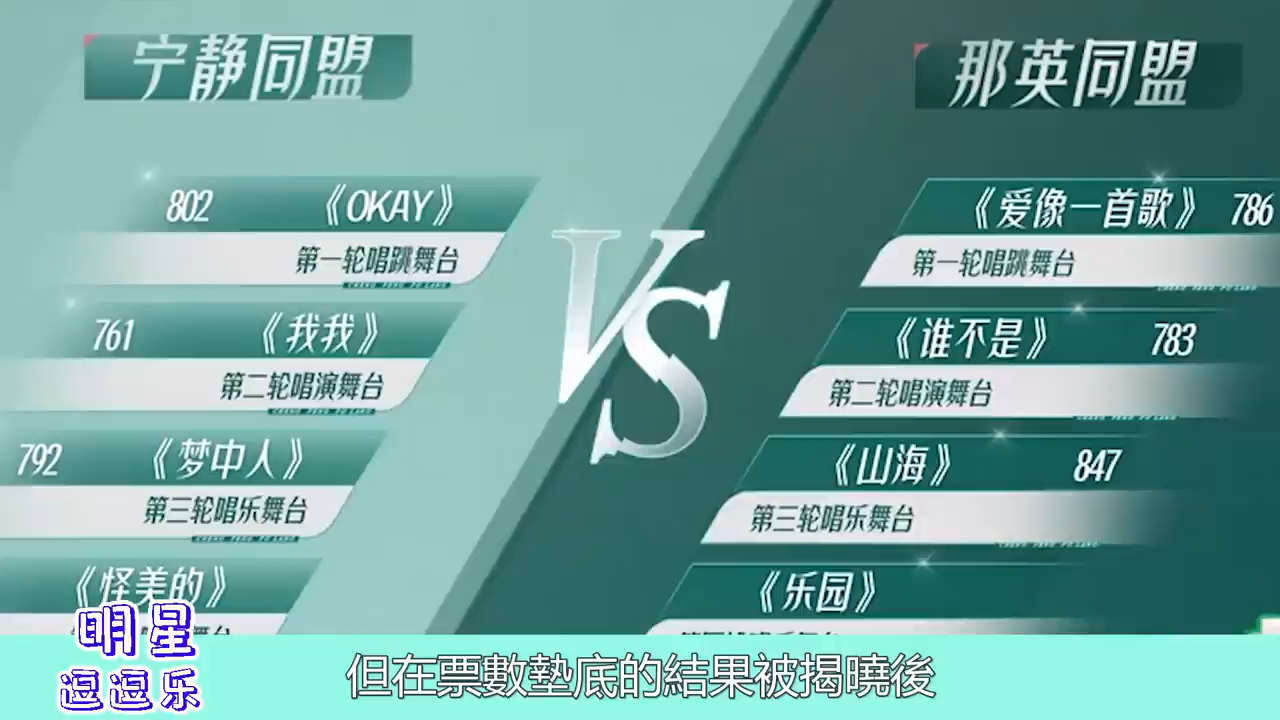 宁静同盟
802 《OKAY》
第一轮唱跳舞台
761 《我我》
第二轮唱演舞台
792 《梦中人》
第三轮唱乐舞台
《怪美的》
VS
那英同盟
《爱像一首歌》 786
第一轮唱跳舞台
《谁不是》 783
第二轮唱演舞台
《山海》 847
第三轮唱乐舞台
《乐园》
明星
逗逗乐
但在票數墊底的結果被揭曉後